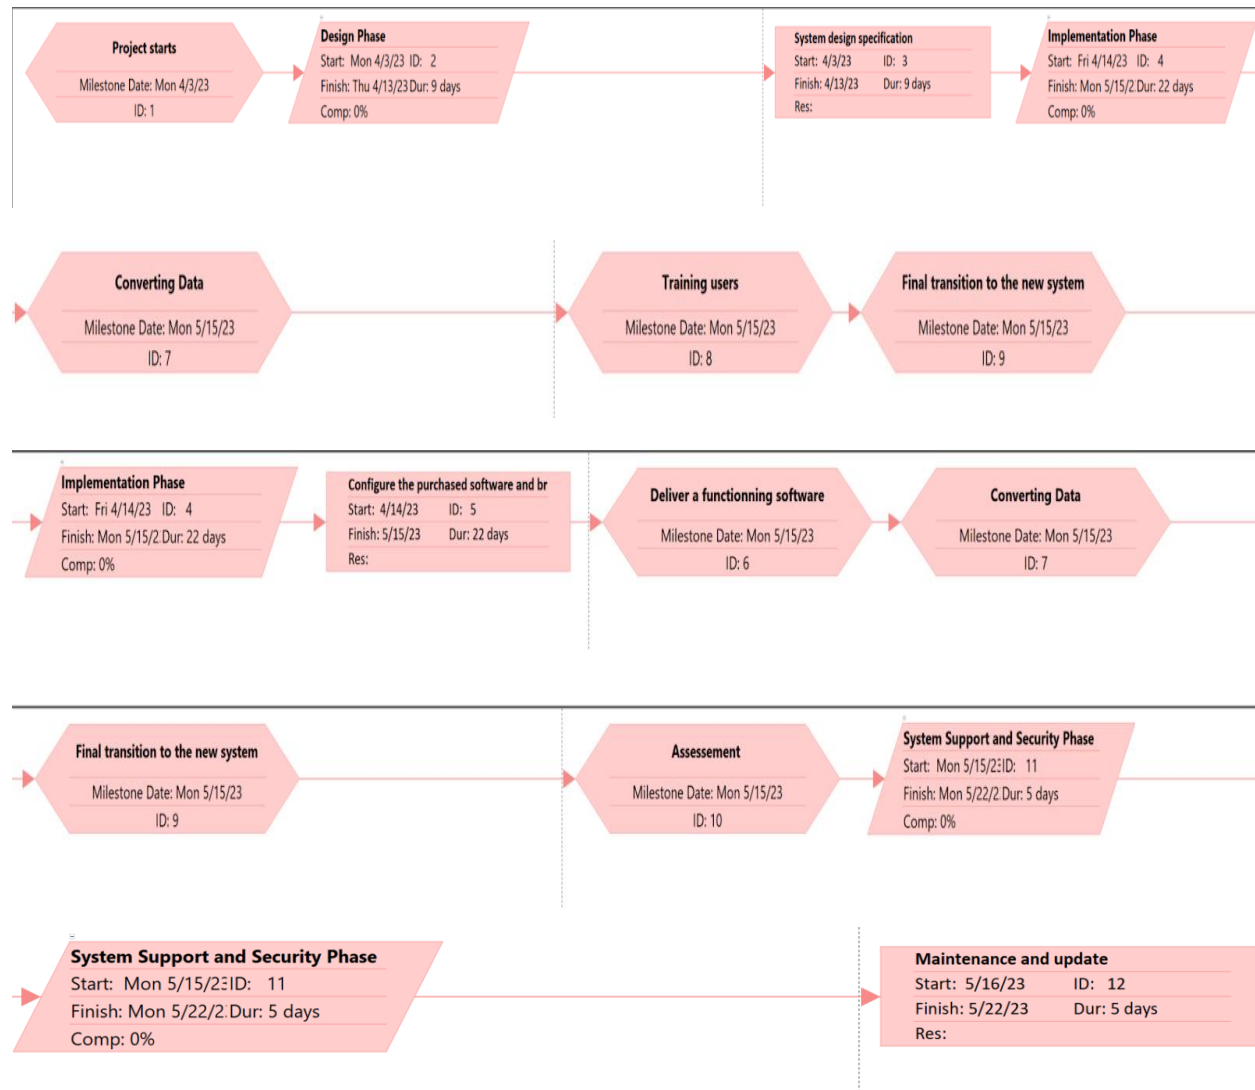 Project starts
Milestone Date: Mon 4/3/23
ID: 1
Design Phase
Start: Mon 4/3/23 ID: 2
Finish: Thu 4/13/23 Dur: 9 days
Comp: 0%
System design specification
Start: 4/3/23 ID: 3
Finish: 4/13/23 Dur: 9 days
Res:
Implementation Phase
Start: Fri 4/14/23 ID: 4
Finish: Mon 5/15/2 Dur: 22 days
Comp: 0%
Converting Data
Milestone Date: Mon 5/15/23
ID: 7
Training users
Milestone Date: Mon 5/15/23
ID: 8
Final transition to the new system
Milestone Date: Mon 5/15/23
ID: 9
Implementation Phase
Start: Fri 4/14/23 ID: 4
Finish: Mon 5/15/2 Dur: 22 days
Comp: 0%
Configure the purchased software and br
Start: 4/14/23 ID: 5
Finish: 5/15/23 Dur: 22 days
Res:
Deliver a functionning software
Milestone Date: Mon 5/15/23
ID: 6
Converting Data
Milestone Date: Mon 5/15/23
ID: 7
Final transition to the new system
Milestone Date: Mon 5/15/23
ID: 9
Assessement
Milestone Date: Mon 5/15/23
ID: 10
System Support and Security Phase
Start: Mon 5/15/23 ID: 11
Finish: Mon 5/22/2 Dur: 5 days
Comp: 0%
System Support and Security Phase
Start: Mon 5/15/23 ID: 11
Finish: Mon 5/22/2 Dur: 5 days
Comp: 0%
Maintenance and update
Start: 5/16/23 ID: 12
Finish: 5/22/23 Dur: 5 days
Res: